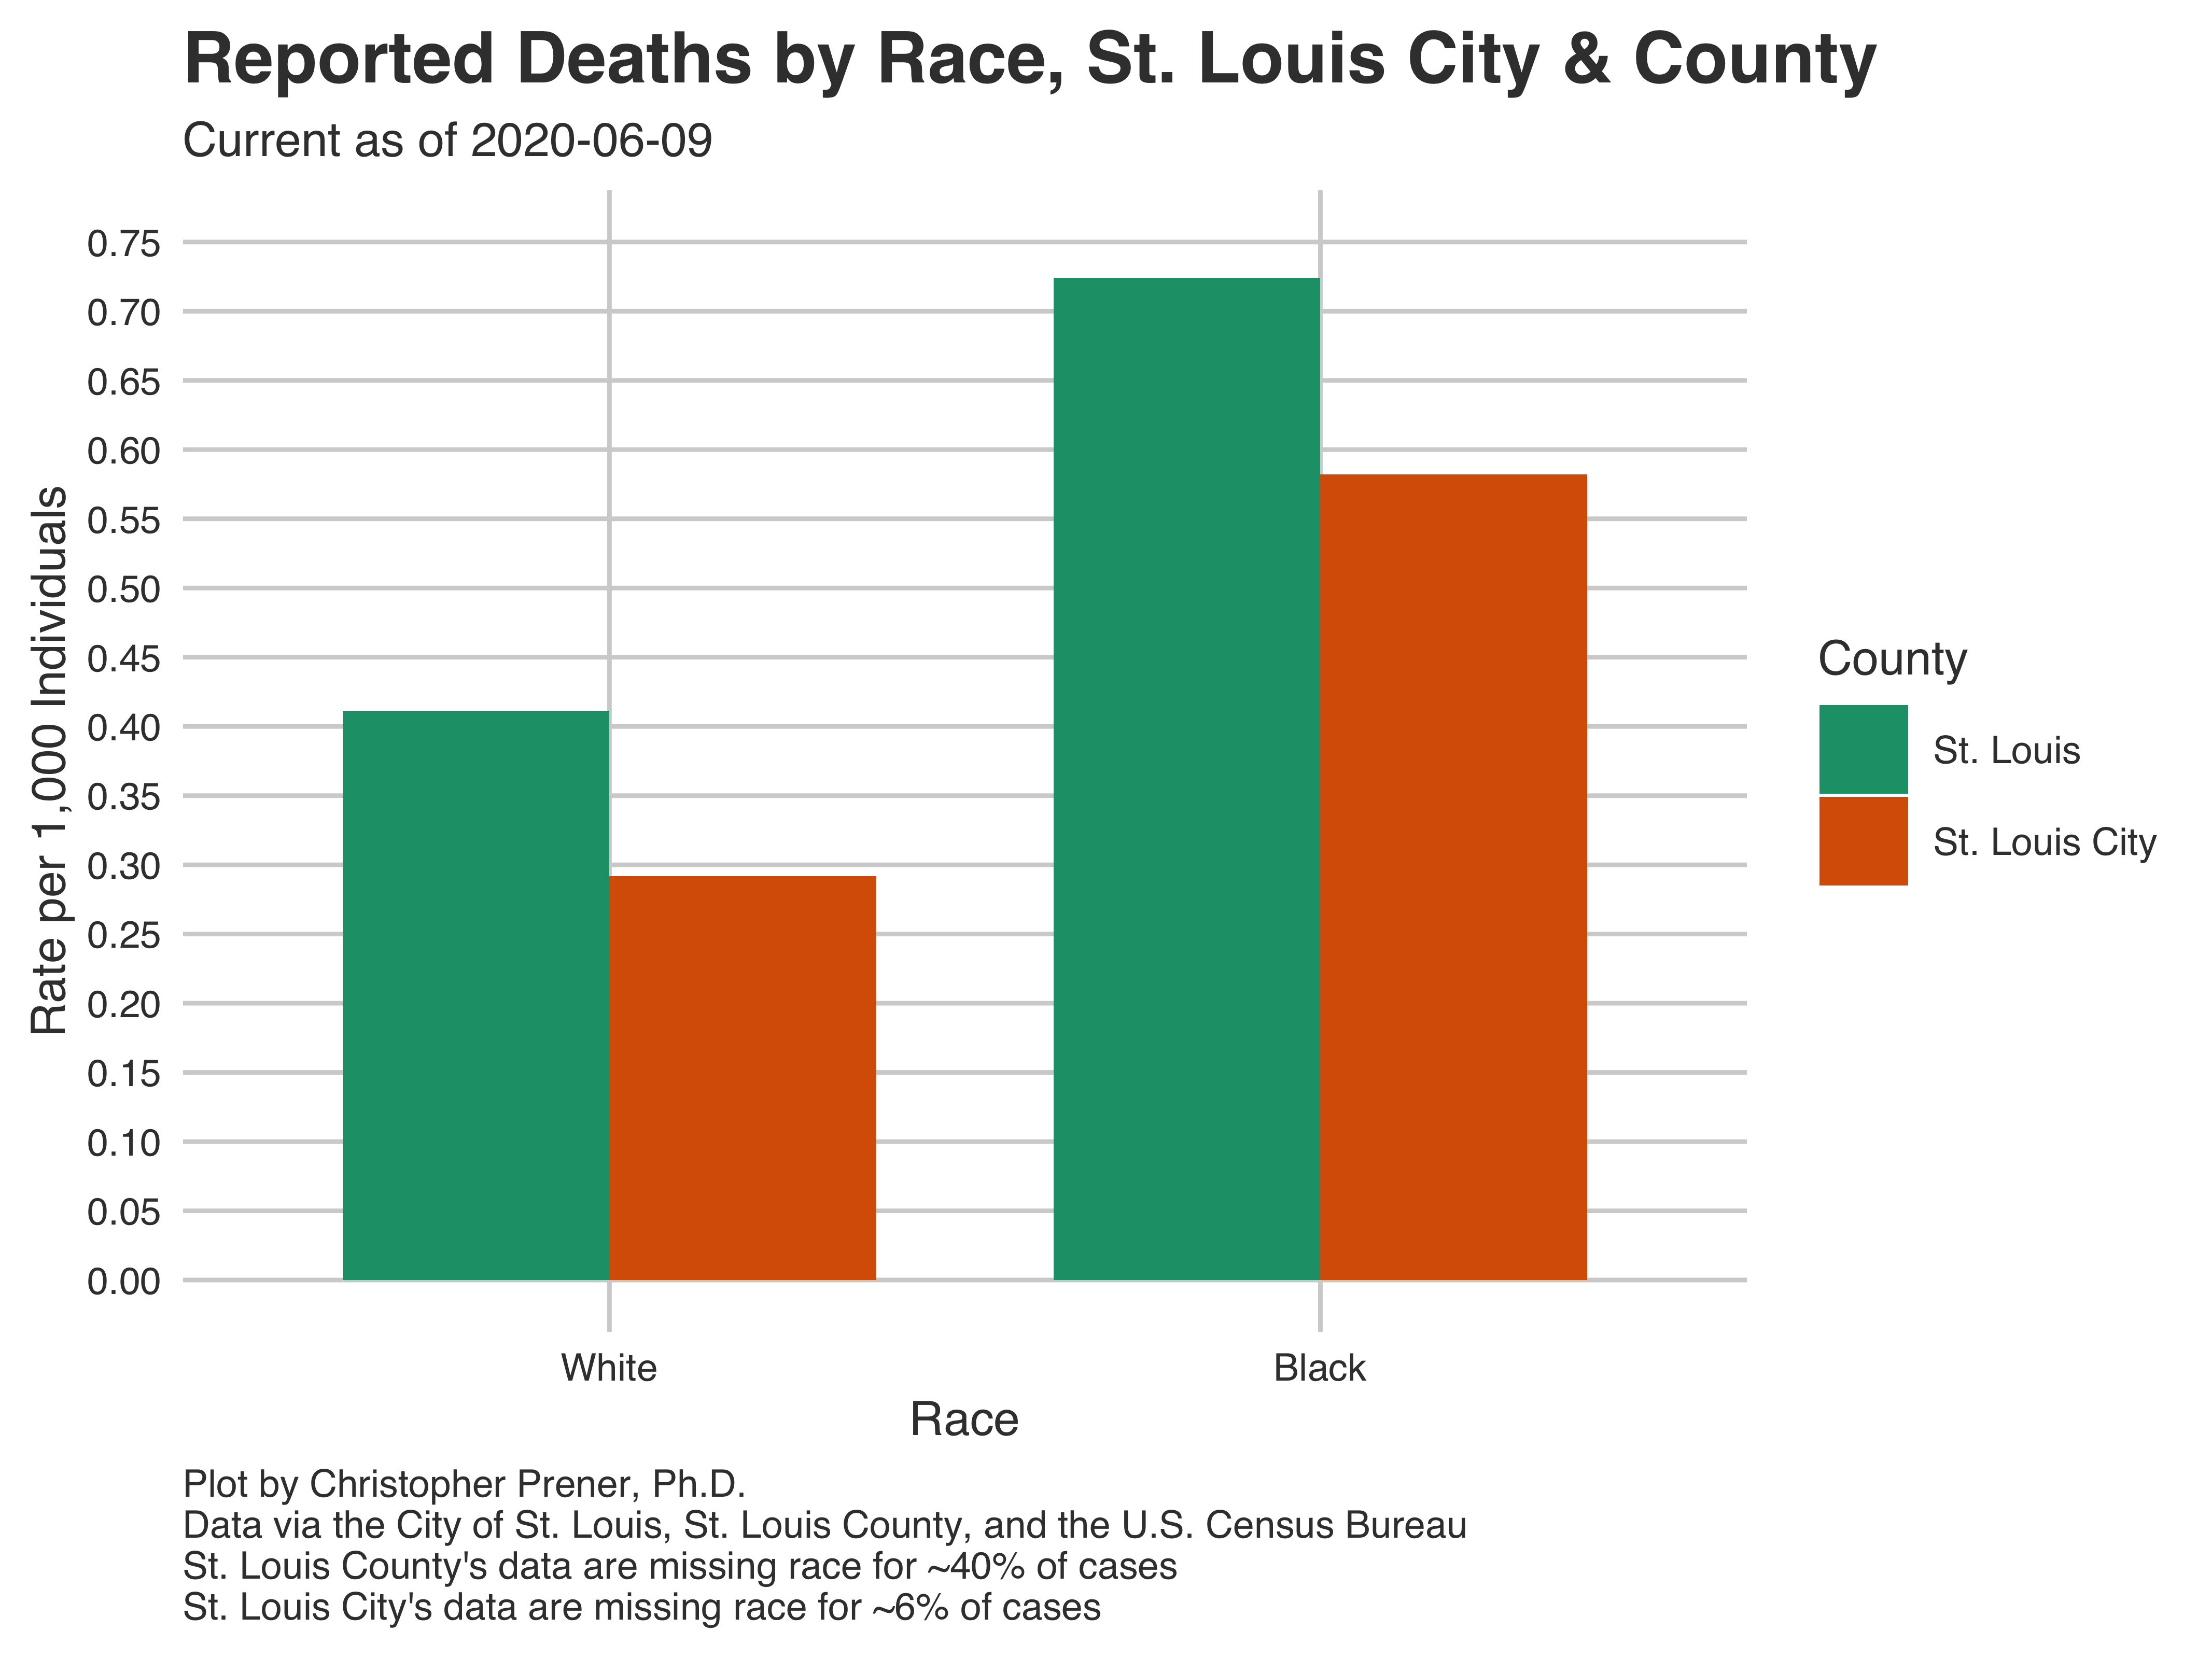 Reported Deaths by Race, St. Louis City & County
Current as of 2020-06-09
Rate per 1,000 Individuals
0.75
0.70
0.65
0.60
0.55
0.50
0.45
0.40
0.35
0.30
0.25
0.20
0.15
0.10
0.05
0.00
White
Black
Race
County
St. Louis
St. Louis City
Plot by Christopher Prener, Ph.D.
Data via the City of St. Louis, St. Louis County, and the U.S. Census Bureau
St. Louis County's data are missing race for ~40% of cases
St. Louis City's data are missing race for ~6% of cases